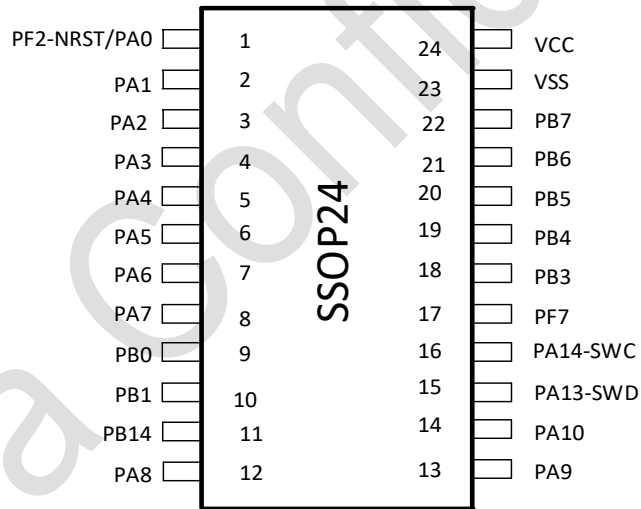 PF2-NRST/PA0 1 24 VCC
PA1 2 23 VSS
PA2 3 22 PB7
PA3 4 21 PB6
PA4 5 20 PB5
PA5 6 19 PB4
PA6 7 18 PB3
PA7 8 17 PF7
PB0 9 16 PA14-SWC
PB1 10 15 PA13-SWD
PB14 11 14 PA10
PA8 12 13 PA9
SSOP24
a Confi